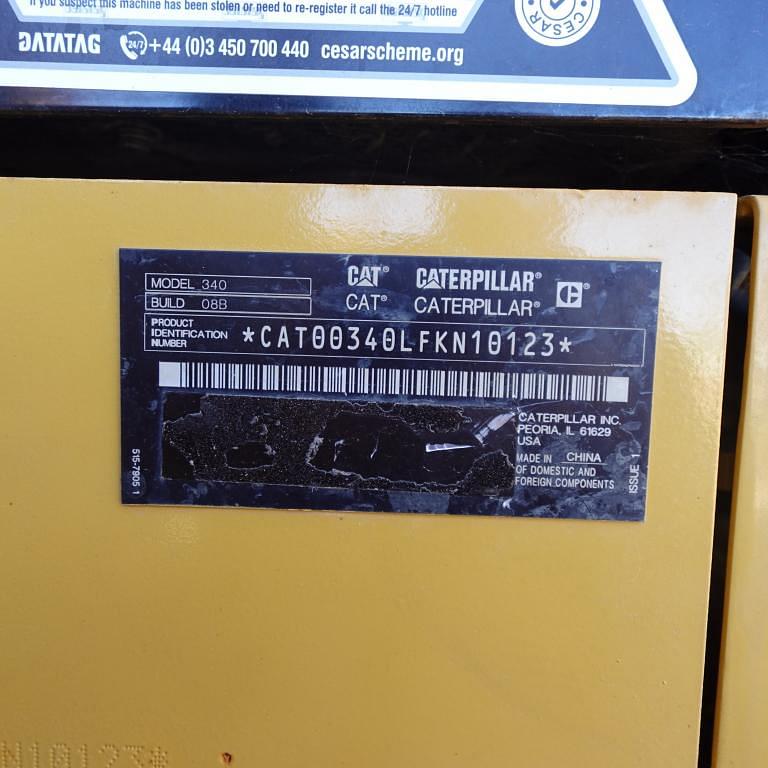 If you suspect this machine has been stolen or need to re-register it call the 24/7 hotline
DATATAG 24/7 +44 (0)3 450 700 440 cesarscheme.org
CESAR
MODEL 340
BUILD 08B
CAT® CATERPILLAR®
CAT® CATERPILLAR® C
PRODUCT
IDENTIFICATION
NUMBER
*CAT00340LFKN10123*
CATERPILLAR INC.
PEORIA, IL 61629
USA
MADE IN CHINA
OF DOMESTIC AND
FOREIGN COMPONENTS
515-7905 1
ISSUE 1
N10123*